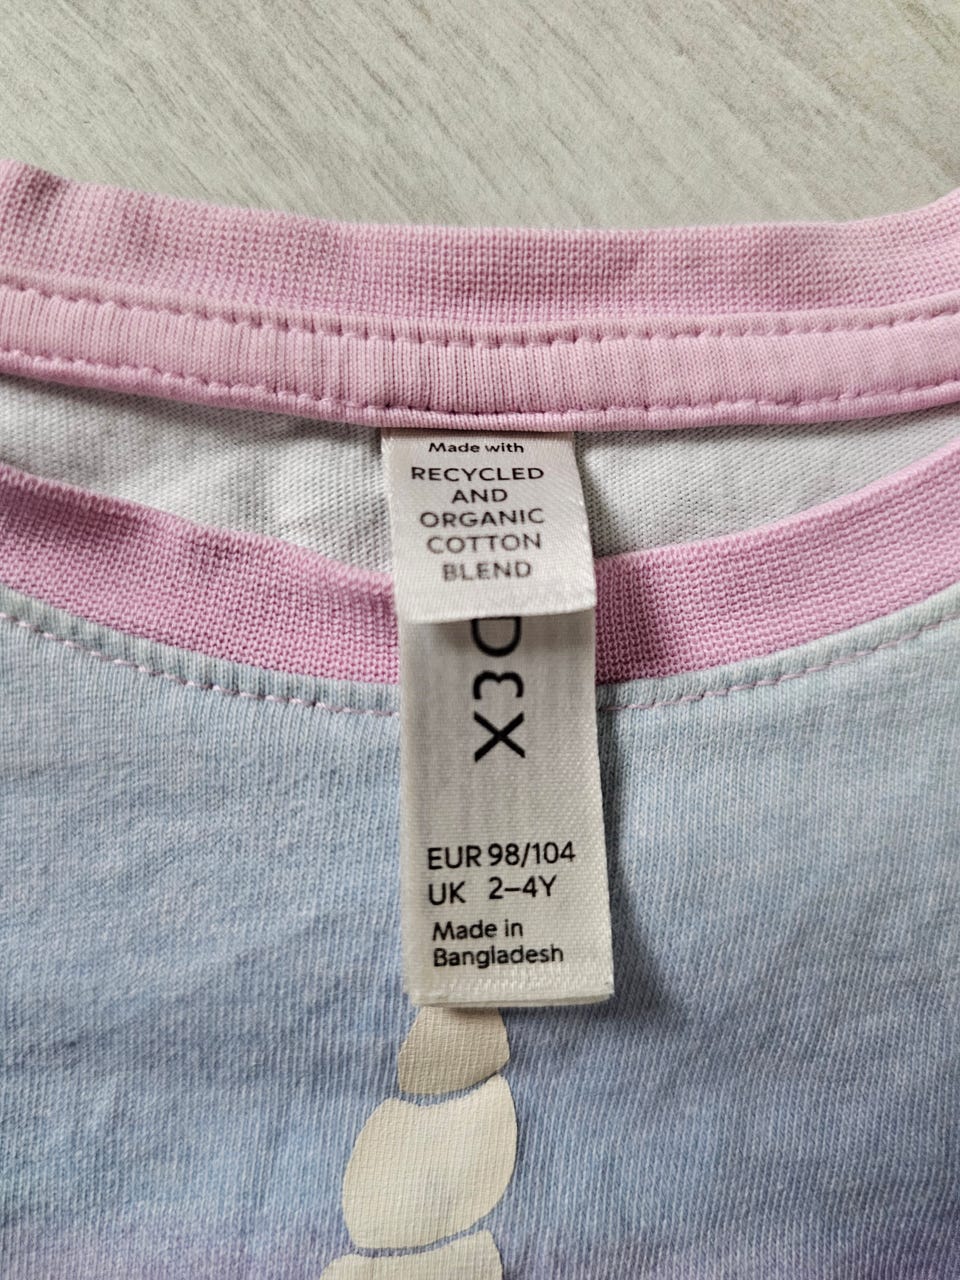 Made with
RECYCLED
AND
ORGANIC
COTTON
BLEND
EUR 98/104
UK 2–4Y
Made in
Bangladesh